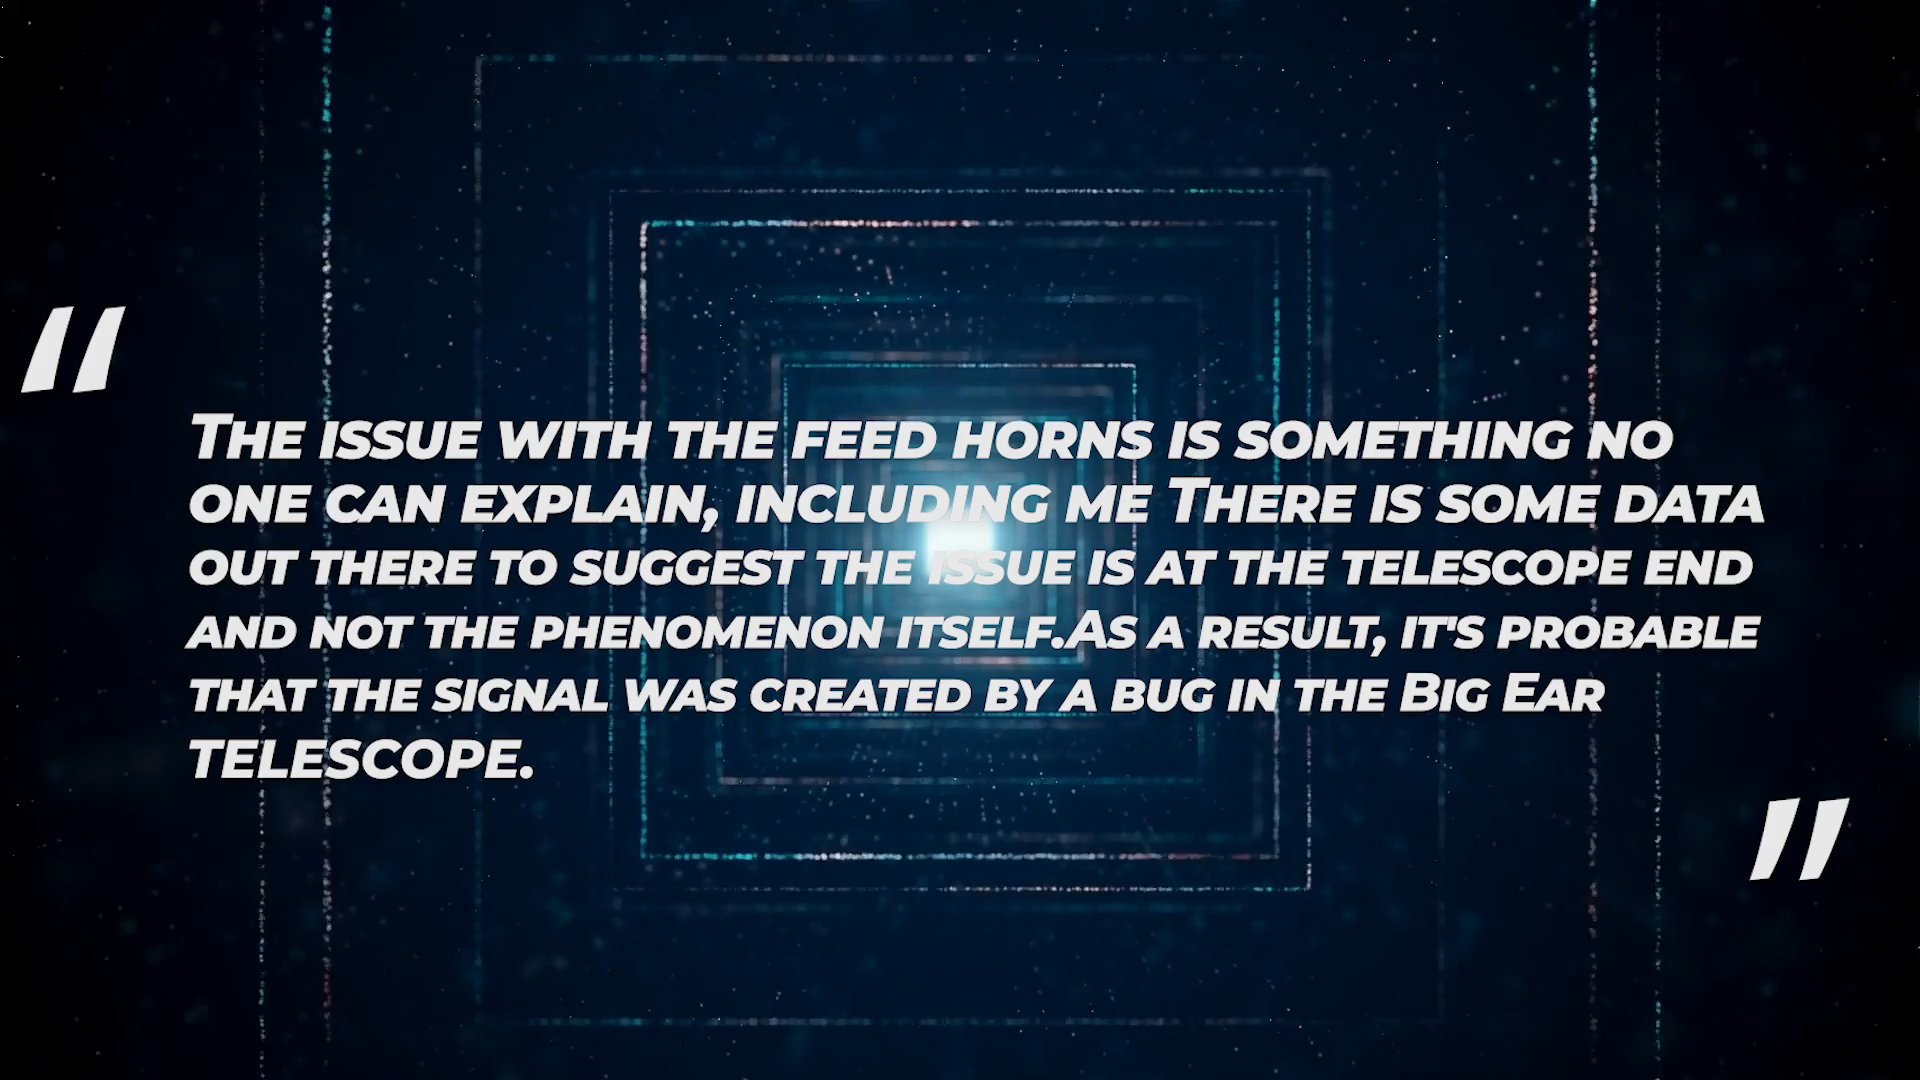 “
The issue with the feed horns is something no
one can explain, including me There is some data
out there to suggest the issue is at the telescope end
and not the phenomenon itself.As a result, it's probable
that the signal was created by a bug in the Big Ear
telescope.
”